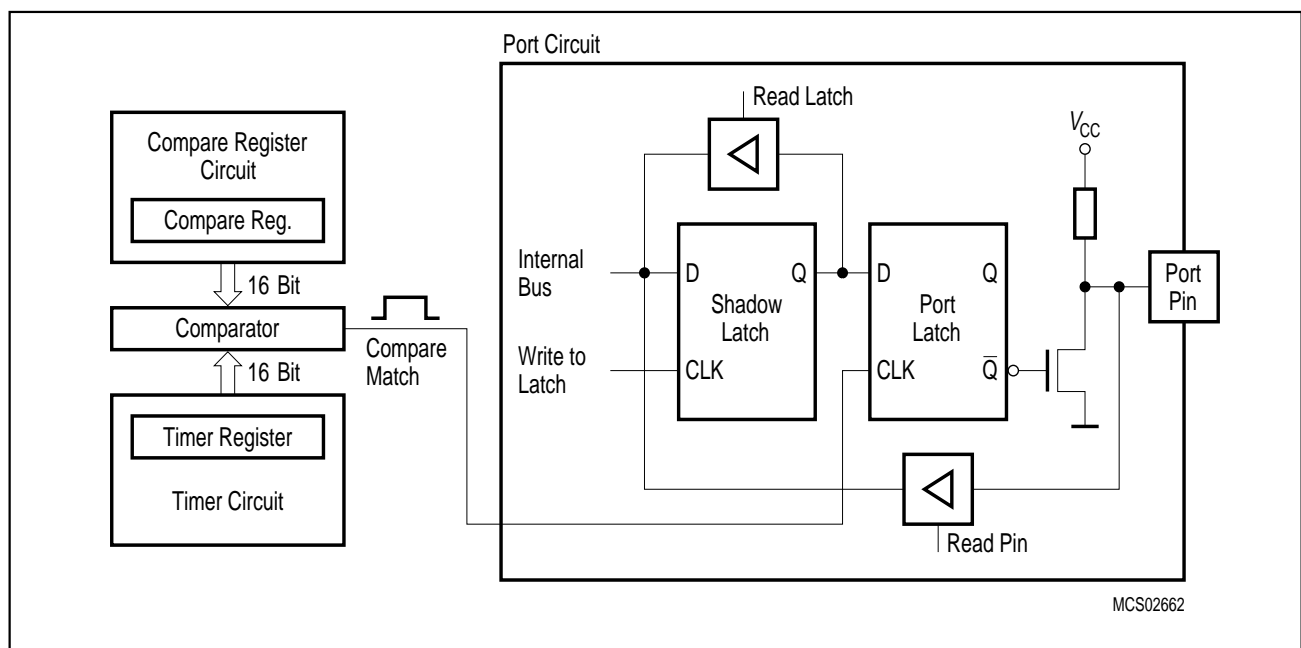 Port Circuit
Read Latch
V CC
Compare Register
Circuit
Compare Reg.
16 Bit
Comparator
16 Bit
Timer Register
Timer Circuit
Compare
Match
Internal
Bus
Write to
Latch
D
Q
Shadow
Latch
CLK
D
Q
Port
Latch
CLK
Q̅
Port
Pin
Read Pin
MCS02662